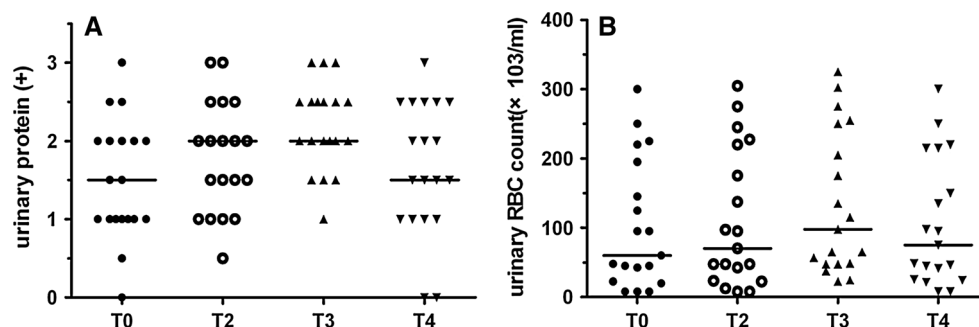 A
urinary protein (+)
3
2
1
0
T0 T2 T3 T4
B
urinary RBC count(× 103/ml)
400
300
200
100
0
T0 T2 T3 T4